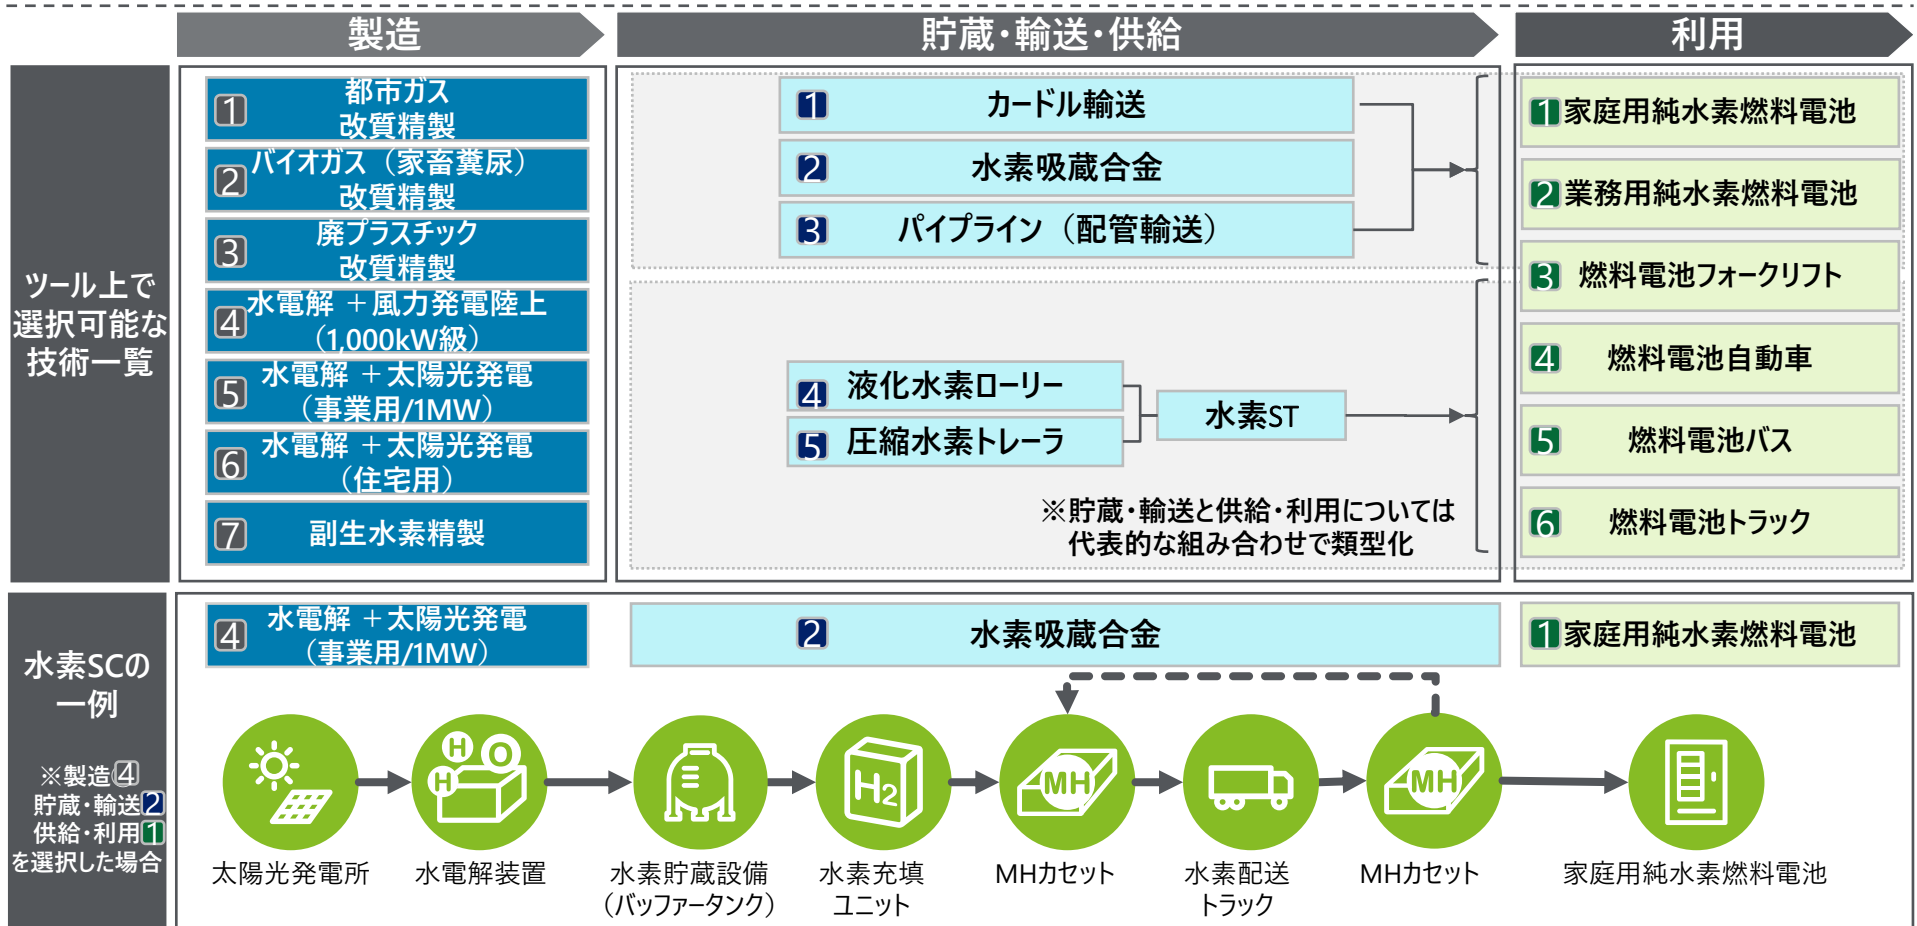 製造
貯蔵・輸送・供給
利用
ツール上で
選択可能な
技術一覧
1 都市ガス
改質精製
2 バイオガス（家畜糞尿）
改質精製
3 廃プラスチック
改質精製
4 水電解 ＋風力発電陸上
（1,000kW級）
5 水電解 ＋太陽光発電
（事業用/1MW）
6 水電解 ＋太陽光発電
（住宅用）
7 副生水素精製
1 カードル輸送
2 水素吸蔵合金
3 パイプライン（配管輸送）
4 液化水素ローリー
5 圧縮水素トレーラ
水素ST
※貯蔵・輸送と供給・利用については
代表的な組み合わせで類型化
1 家庭用純水素燃料電池
2 業務用純水素燃料電池
3 燃料電池フォークリフト
4 燃料電池自動車
5 燃料電池バス
6 燃料電池トラック
水素SCの
一例
※製造4
貯蔵・輸送2
供給・利用1
を選択した場合
4 水電解 ＋太陽光発電
（事業用/1MW）
2 水素吸蔵合金
1 家庭用純水素燃料電池
H O
H
H2
MH
MH
太陽光発電所
水電解装置
水素貯蔵設備
（バッファータンク）
水素充填
ユニット
MHカセット
水素配送
トラック
MHカセット
家庭用純水素燃料電池